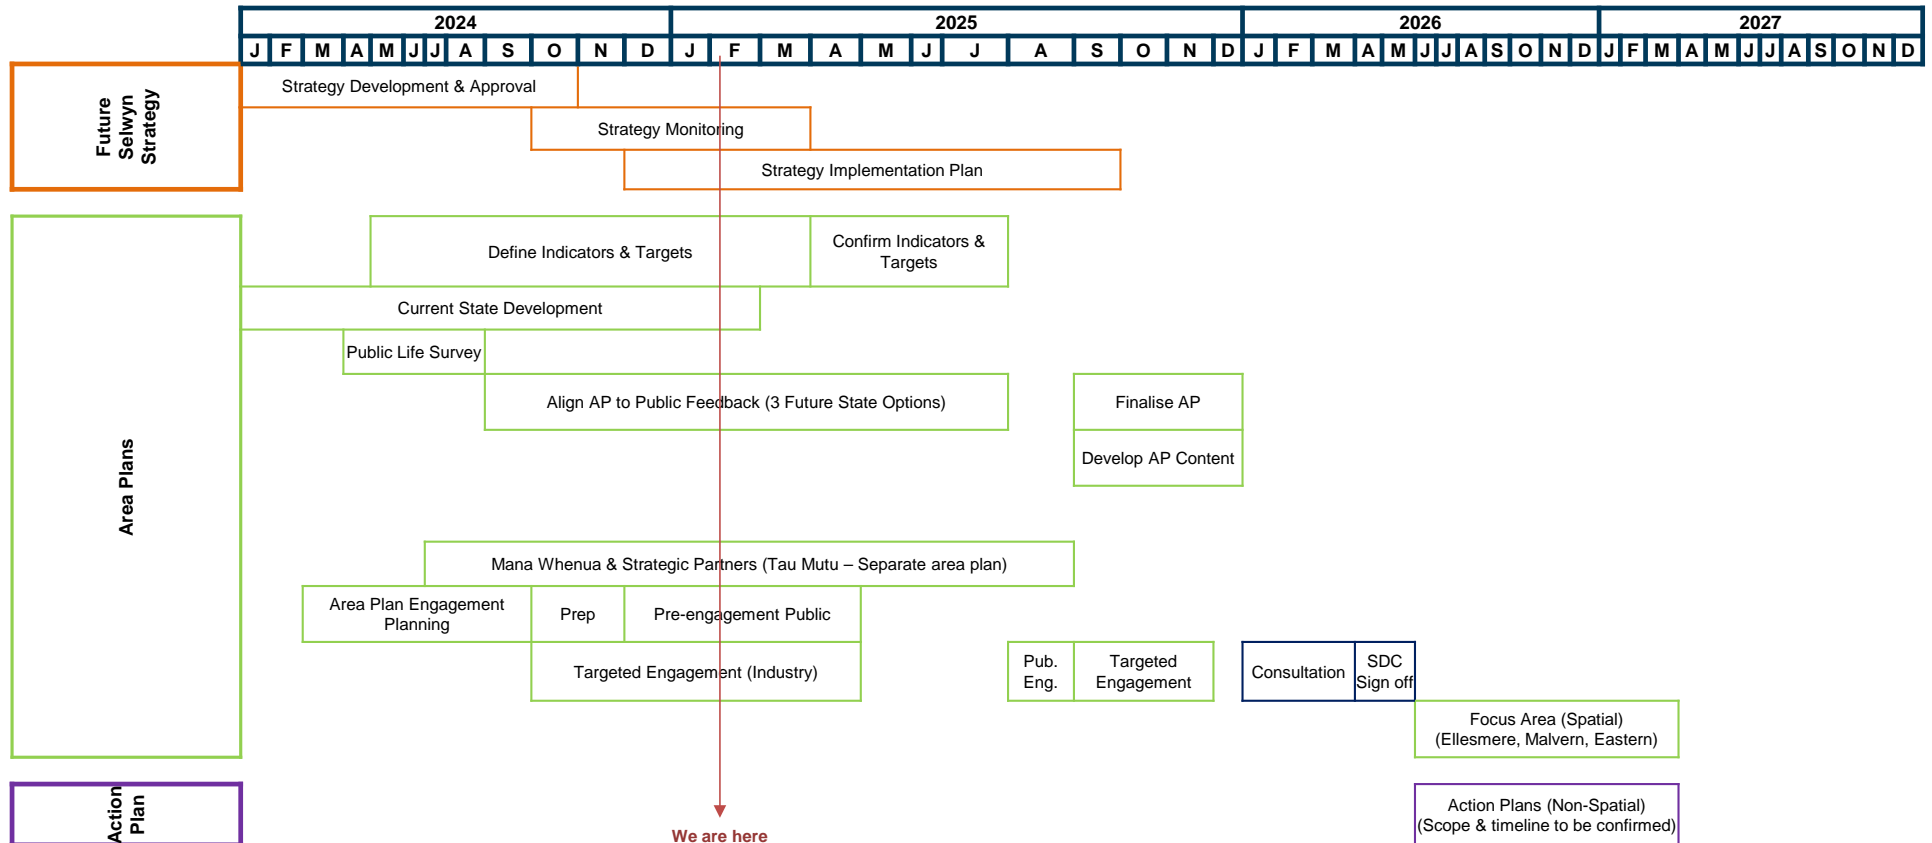 2024 2025 2026 2027
J F M A M J J A S O N D J F M A M J J A S O N D J F M A M J J A S O N D J F M A M J J A S O N D
Future
Selwyn
Strategy
Strategy Development & Approval
Strategy Monitoring
Strategy Implementation Plan
Area Plans
Define Indicators & Targets
Confirm Indicators &
Targets
Current State Development
Public Life Survey
Align AP to Public Feedback (3 Future State Options)
Finalise AP
Develop AP Content
Mana Whenua & Strategic Partners (Tau Mutu – Separate area plan)
Area Plan Engagement
Planning
Prep
Pre-engagement Public
Targeted Engagement (Industry)
Pub.
Eng.
Targeted
Engagement
Consultation
SDC
Sign off
Focus Area (Spatial)
(Ellesmere, Malvern, Eastern)
Action
Plan
Action Plans (Non-Spatial)
(Scope & timeline to be confirmed)
We are here